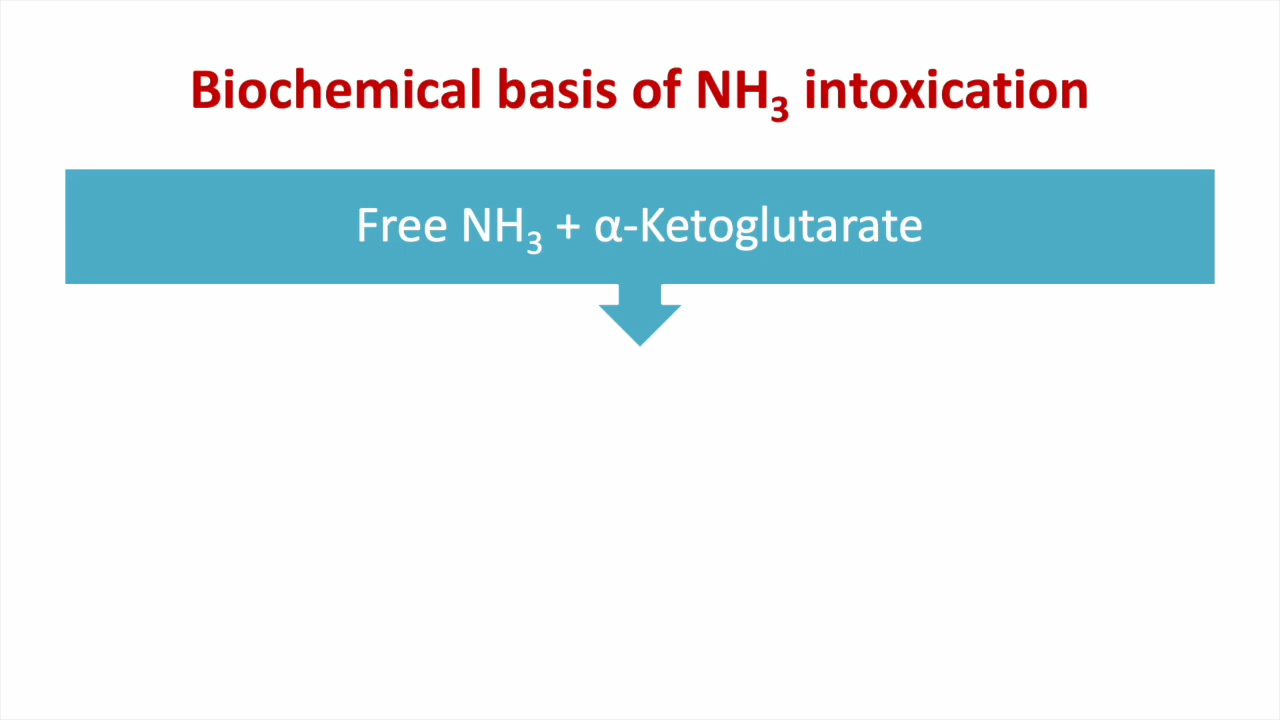 Biochemical basis of NH₃ intoxication
Free NH₃ + α-Ketoglutarate